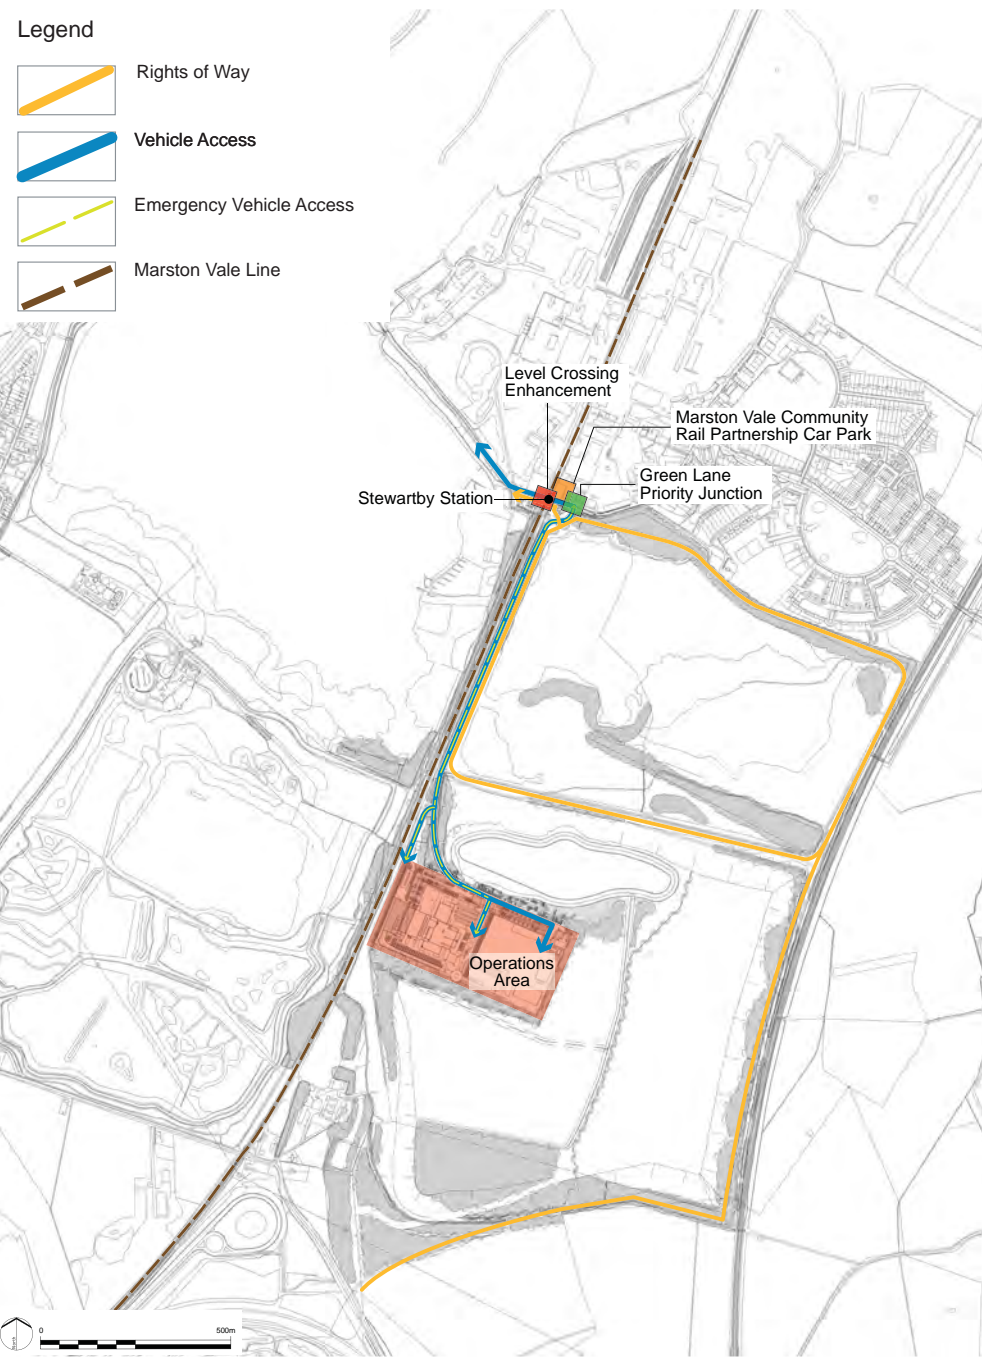 Legend
Rights of Way
Vehicle Access
Emergency Vehicle Access
Marston Vale Line
Level Crossing
Enhancement
Marston Vale Community
Rail Partnership Car Park
Green Lane
Priority Junction
Stewartby Station
Operations
Area
North
0
500m